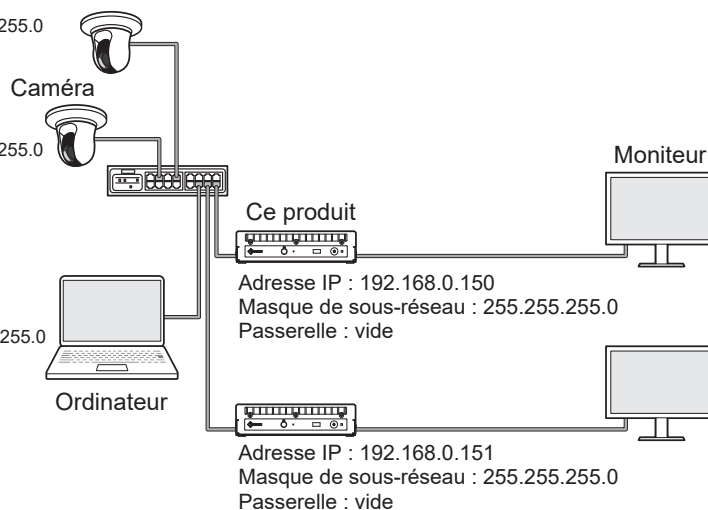 255.0
Caméra
255.0
Moniteur
Ce produit
Adresse IP : 192.168.0.150
Masque de sous-réseau : 255.255.255.0
Passerelle : vide
255.0
Ordinateur
Adresse IP : 192.168.0.151
Masque de sous-réseau : 255.255.255.0
Passerelle : vide